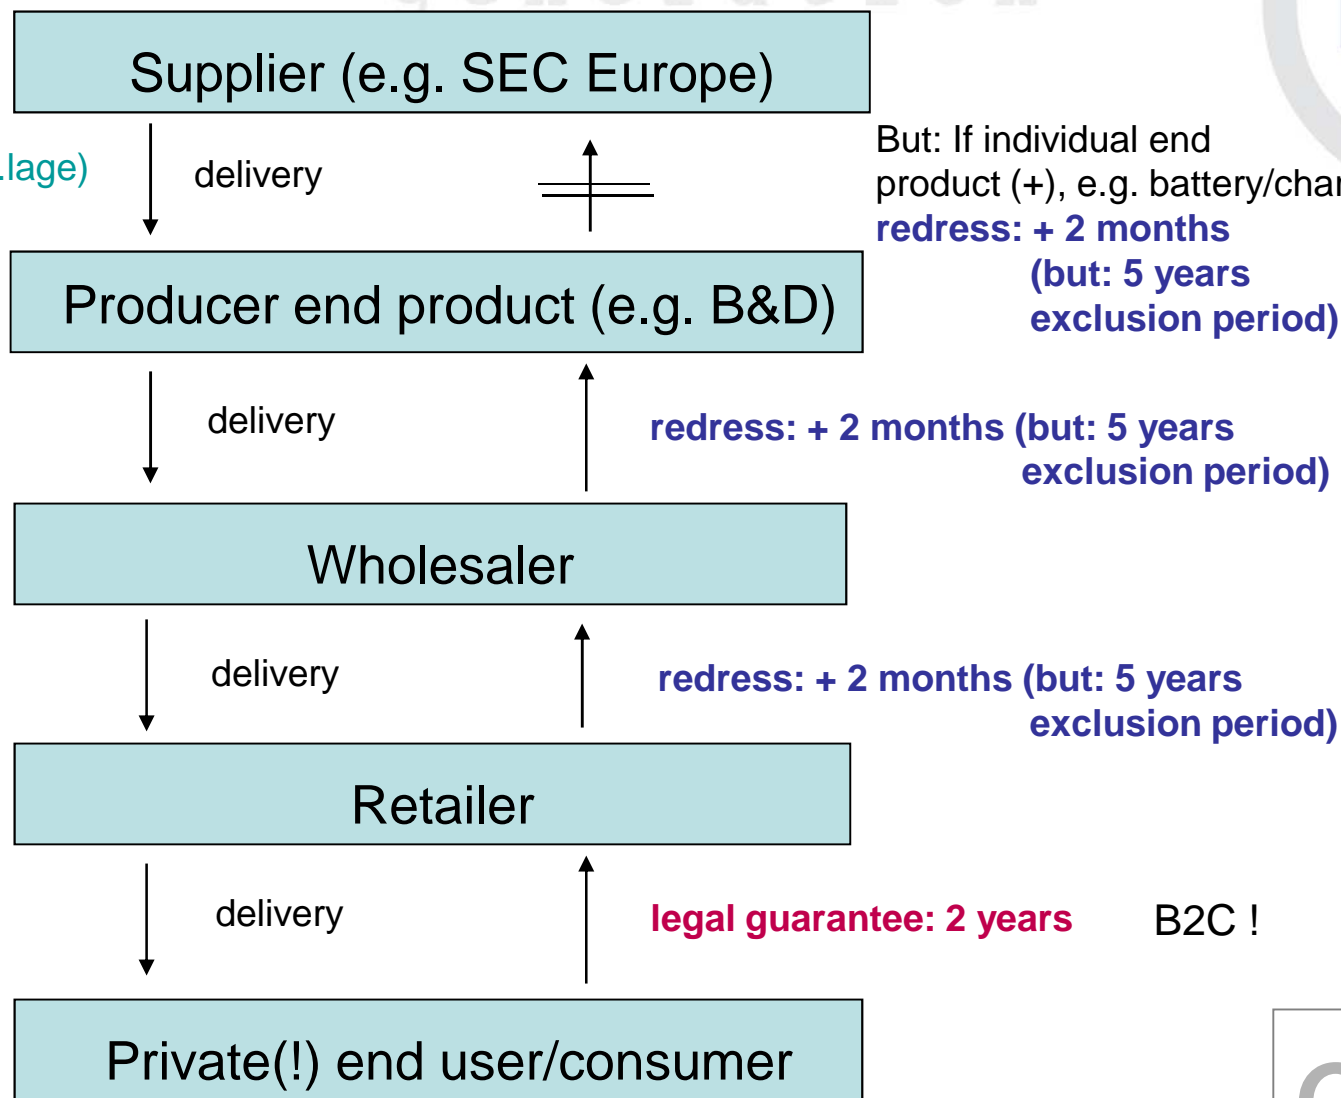 Supplier (e.g. SEC Europe)
.lage)
delivery
But: If individual end
product (+), e.g. battery/char
redress: + 2 months
(but: 5 years
exclusion period)
Producer end product (e.g. B&D)
delivery
redress: + 2 months (but: 5 years
exclusion period)
Wholesaler
delivery
redress: + 2 months (but: 5 years
exclusion period)
Retailer
delivery
legal guarantee: 2 years
B2C !
Private(!) end user/consumer